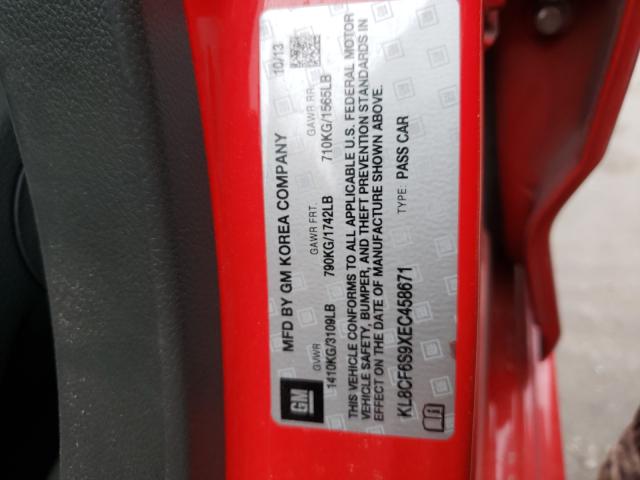 MFD BY GM KOREA COMPANY 10/13
GVWR GAWR FRT. GAWR RR.
1410KG/3109LB 790KG/1742LB 710KG/1565LB
THIS VEHICLE CONFORMS TO ALL APPLICABLE U.S. FEDERAL MOTOR
VEHICLE SAFETY, BUMPER, AND THEFT PREVENTION STANDARDS IN
EFFECT ON THE DATE OF MANUFACTURE SHOWN ABOVE.
KL8CF6S9XEC458671 TYPE: PASS CAR
GM